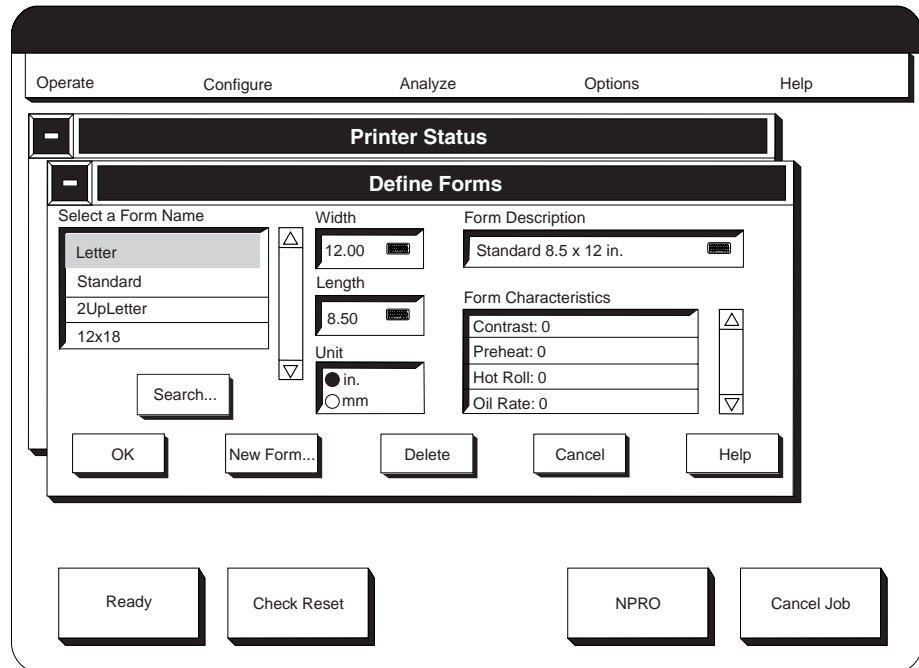 Operate Configure Analyze Options Help
Printer Status
Define Forms
Select a Form Name
Letter
Standard
2UpLetter
12x18
Search...
Width
12.00
Length
8.50
Unit
in.
mm
Form Description
Standard 8.5 x 12 in.
Form Characteristics
Contrast: 0
Preheat: 0
Hot Roll: 0
Oil Rate: 0
OK New Form... Delete Cancel Help
Ready Check Reset NPRO Cancel Job